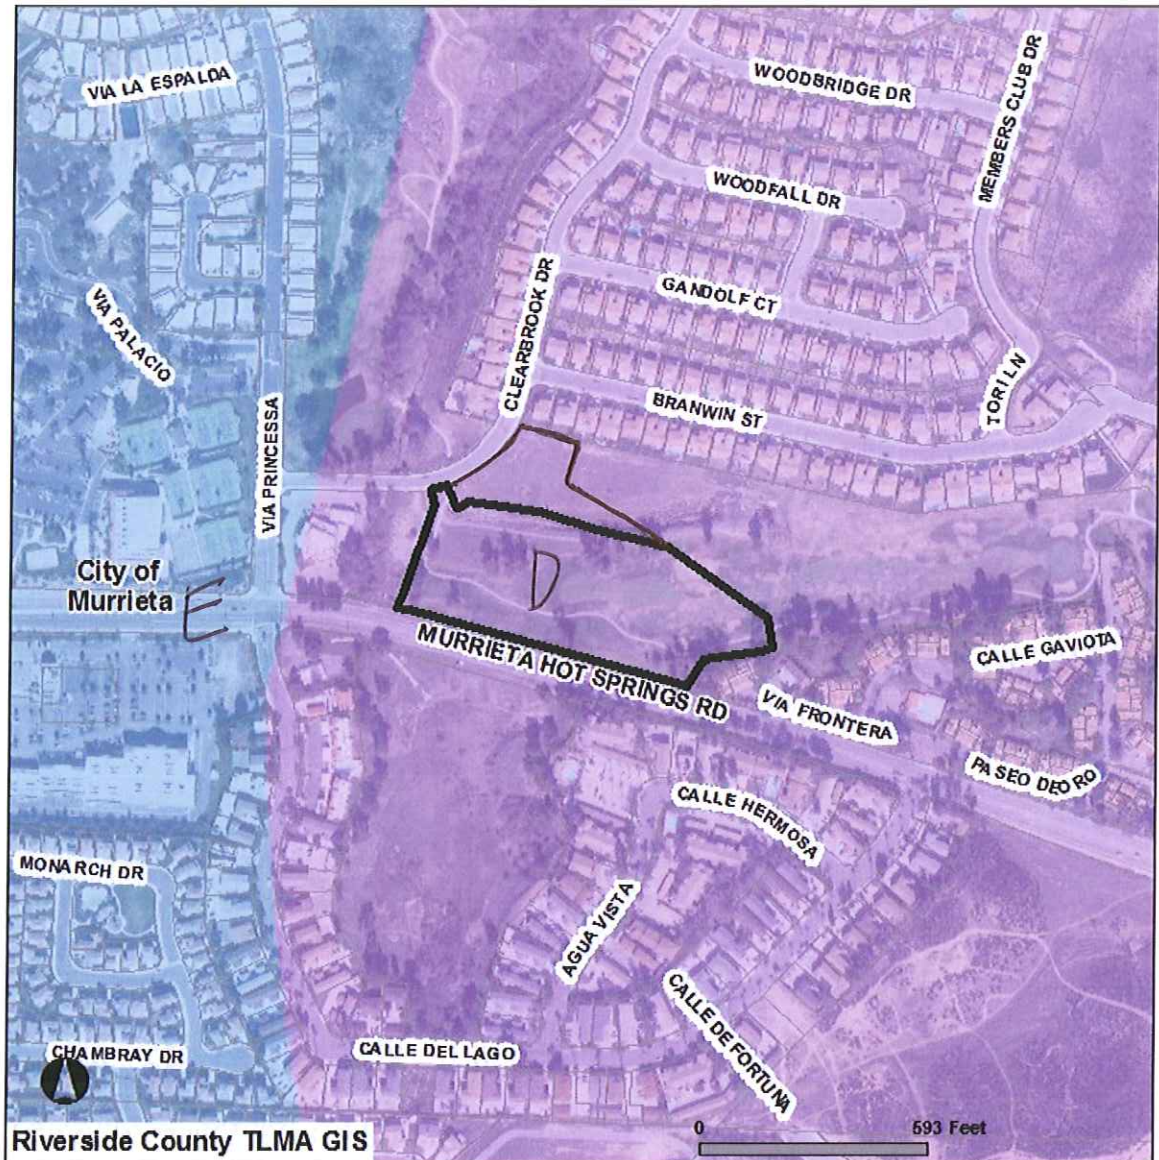 VIA LA ESPALDA
WOODBRIDGE DR
MEMBERS CLUB DR
WOODFALL DR
VIA PALACIO
CLEARBROOK DR
GANDOLF CT
TORI LN
BRANWIN ST
VIA PRINCESSA
City of
Murrieta
E
D
MURRIETA HOT SPRINGS RD
CALLE GAVIOTA
VIA FRONTERA
PASEO DEORO
CALLE HERMOSA
MONARCH DR
AGUA VISTA
CALLE DE FORTUNA
CHAMBRAY DR
CALLE DEL LAGO
0 593 Feet
Riverside County TLMA GIS